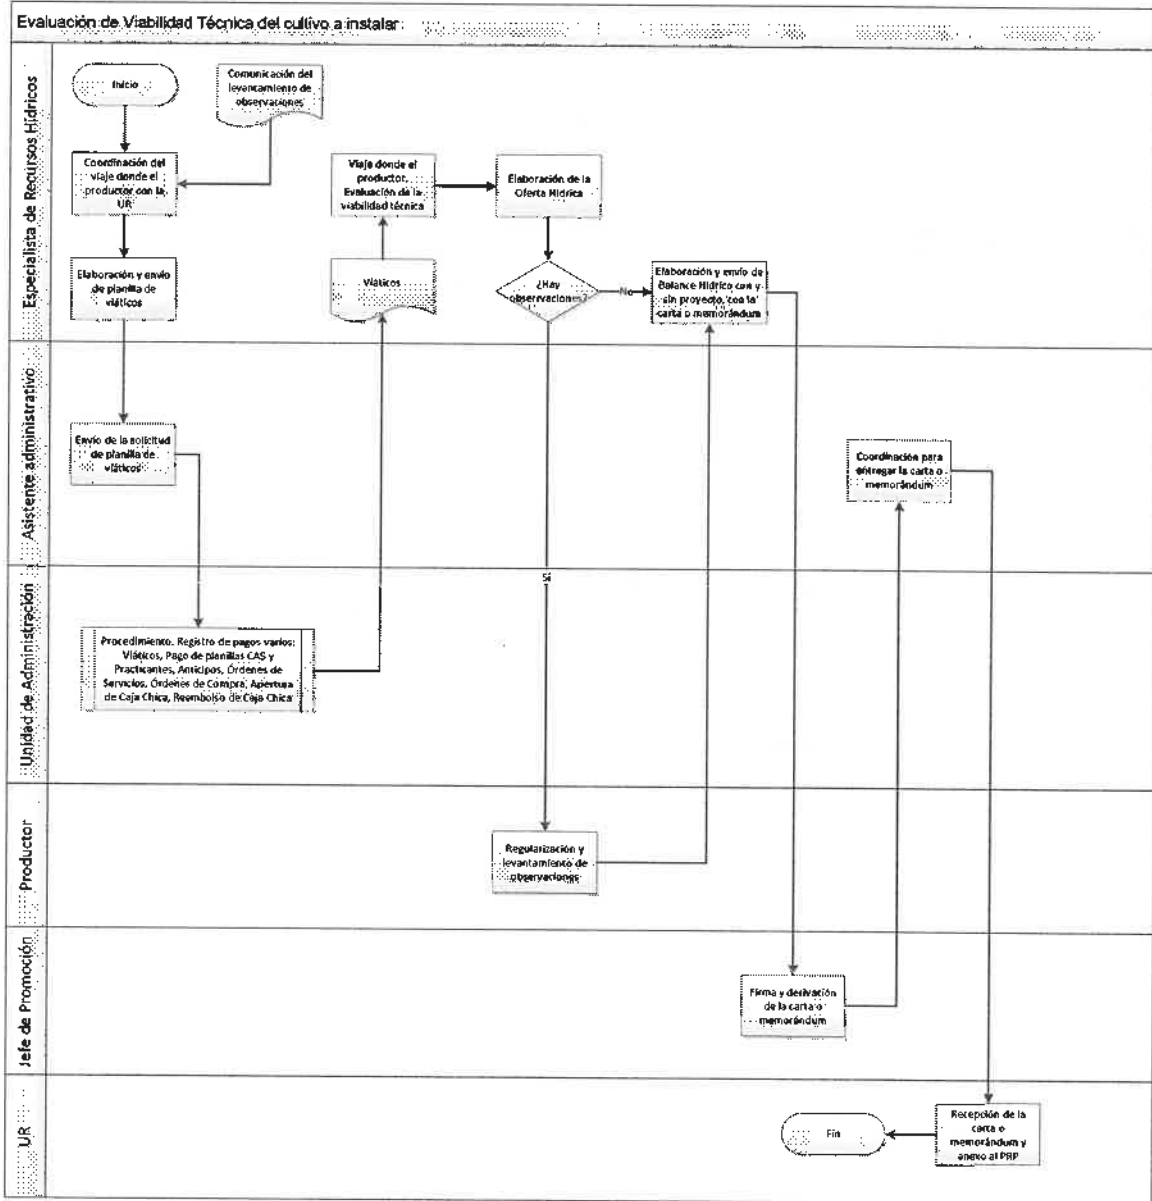 Evaluación de Viabilidad Técnica del cultivo a instalar:
Especialista de Recursos Hídricos
Inicio
Comunicación del
levantamiento de
observaciones
Coordinación del
viaje donde el
productor con la
UR
Viaje donde el
productor,
Evaluación de la
viabilidad técnica
Elaboración de la
Oferta Hídrica
Elaboración y envío
de planilla de
viáticos
Viáticos
¿Hay
observaciones?
No
Elaboración y envío de
Balance Hídrico con y
sin proyecto, con la
carta o memorándum
Asistente administrativo
Envío de la solicitud
de planilla de
viáticos
Coordinación para
entregar la carta o
memorándum
Unidad de Administración
Sí
Procedimiento. Registro de pagos varios:
Viáticos, Pago de planillas CAS y
Practicantes, Anticipos, Órdenes de
Servicios, Órdenes de Compra, Apertura
de Caja Chica, Reembolso de Caja Chica
Productor
Regularización y
levantamiento de
observaciones
Jefe de Promoción
Firma y derivación
de la carta o
memorándum
UR
Fin
Recepción de la
carta o
memorándum y
anexo al PRP